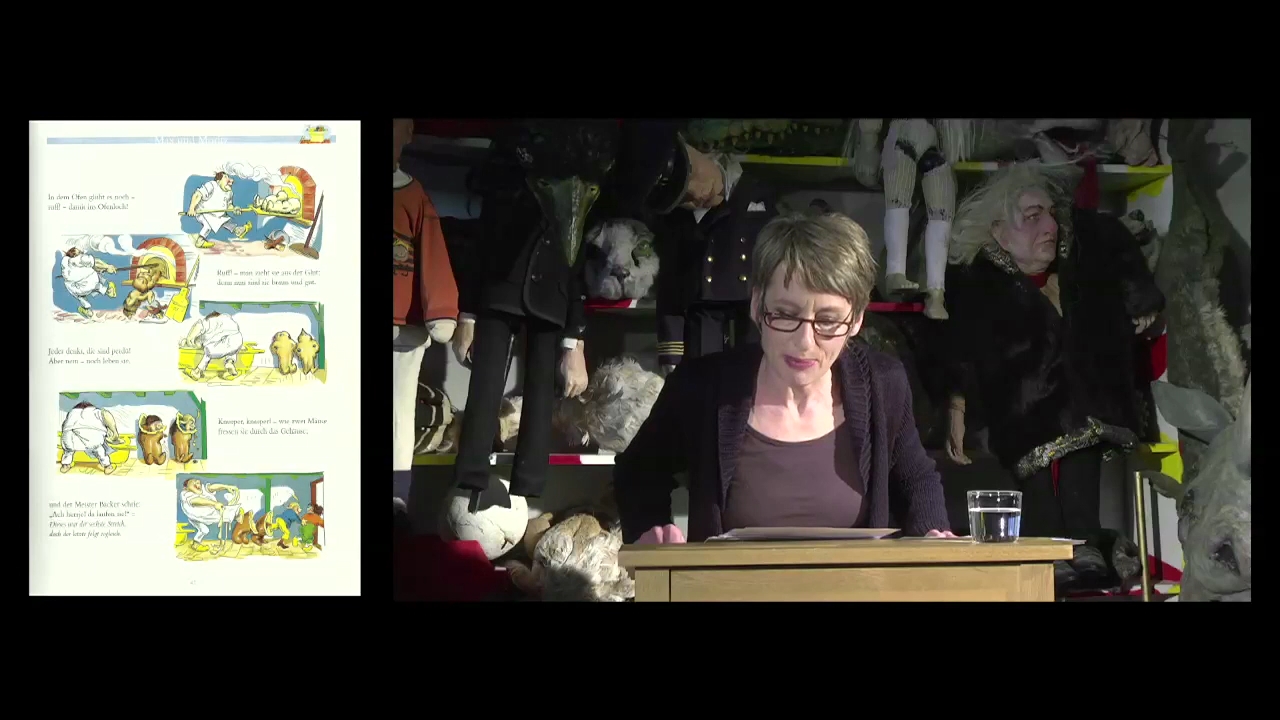 Max und Moritz
In dem Ofen glüht es noch –
ruff! – damit ins Ofenloch!
Ruff! – man zieht sie aus der Glut;
denn nun sind sie braun und gut.
Jeder denkt, die sind perdü!
Aber nein – noch leben sie.
Knusper, knasper! – wie zwei Mäuse
fressen sie durch das Gehäuse;
und der Meister Bäcker schrie:
„Ach herrje! da laufen sie!“ –
Dieses war der sechste Streich,
doch der letzte folgt sogleich.